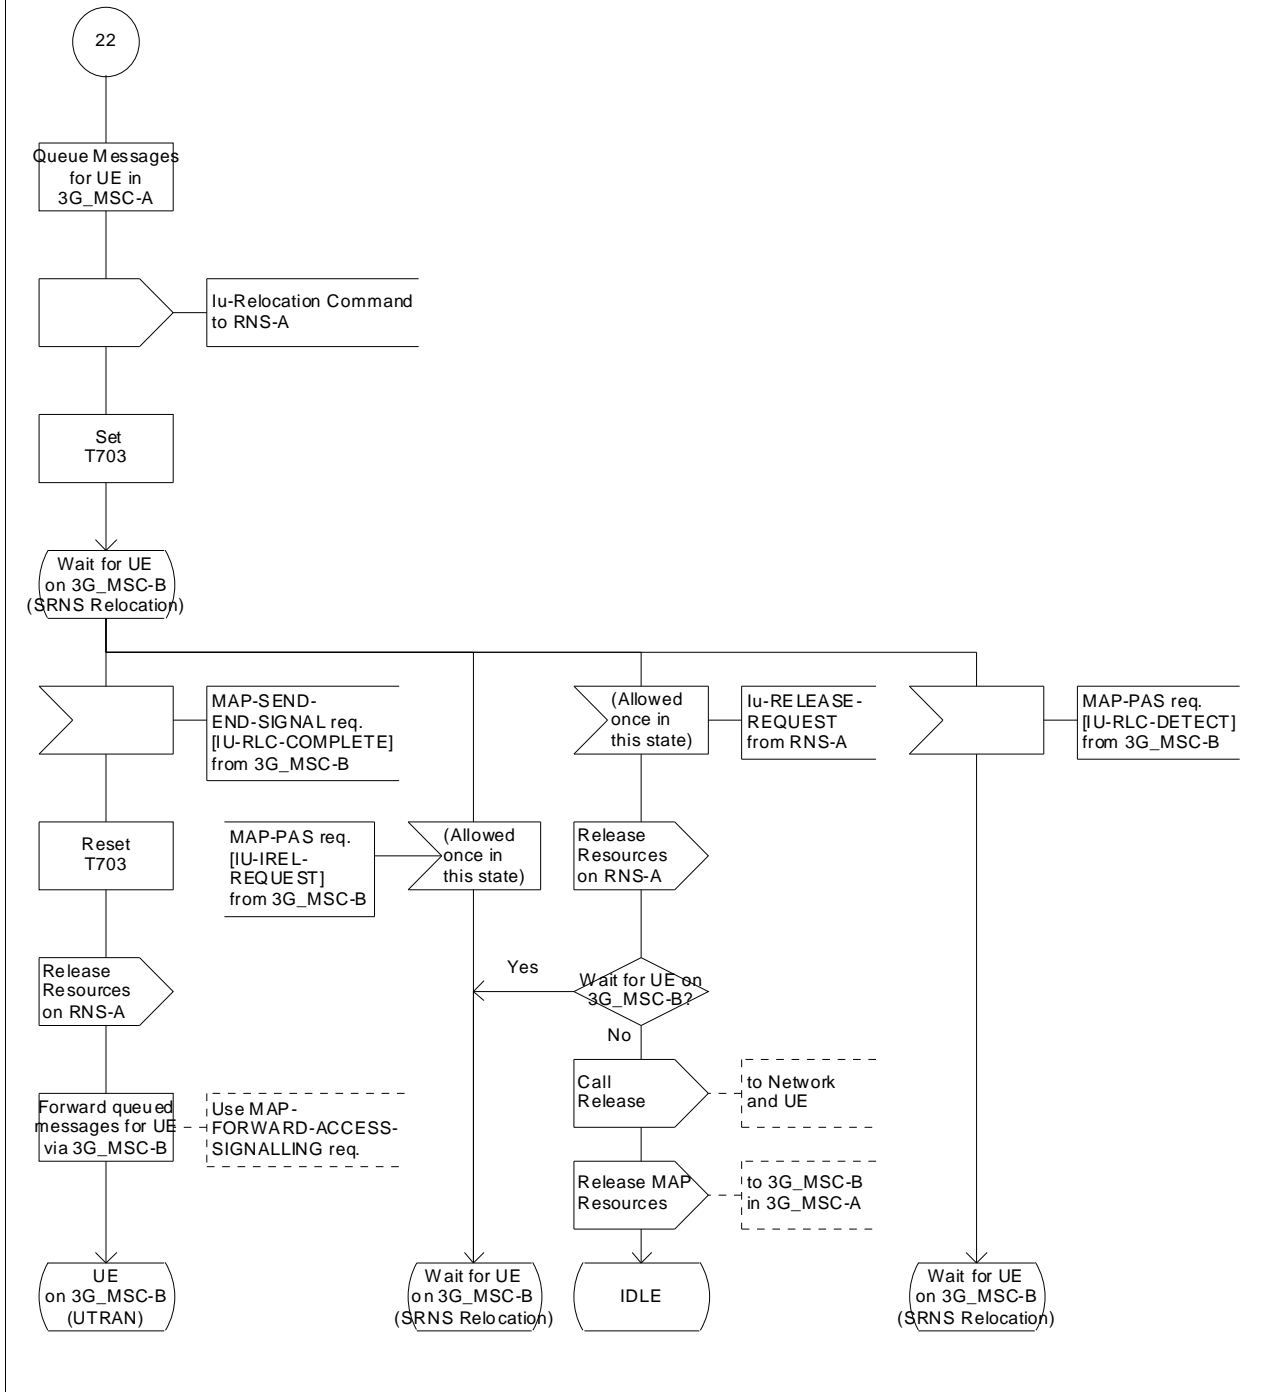 22
Queue Messages
for UE in
3G_MSC-A
Iu-Relocation Command
to RNS-A
Set
T703
Wait for UE
on 3G_MSC-B
(SRNS Relocation)
MAP-SEND-
END-SIGNAL req.
[IU-RLC-COMPLETE]
from 3G_MSC-B
(Allowed
once in
this state)
Iu-RELEASE-
REQUEST
from RNS-A
MAP-PAS req.
[IU-RLC-DETECT]
from 3G_MSC-B
Reset
T703
MAP-PAS req.
[IU-IREL-
REQUEST]
from 3G_MSC-B
(Allowed
once in
this state)
Release
Resources
on RNS-A
Release
Resources
on RNS-A
Yes
Wait for UE on
3G_MSC-B?
No
Call
Release
to Network
and UE
Forward queued
messages for UE
via 3G_MSC-B
Use MAP-
FORWARD-ACCESS-
SIGNALLING req.
Release MAP
Resources
to 3G_MSC-B
in 3G_MSC-A
UE
on 3G_MSC-B
(UTRAN)
Wait for UE
on 3G_MSC-B
(SRNS Relocation)
IDLE
Wait for UE
on 3G_MSC-B
(SRNS Relocation)